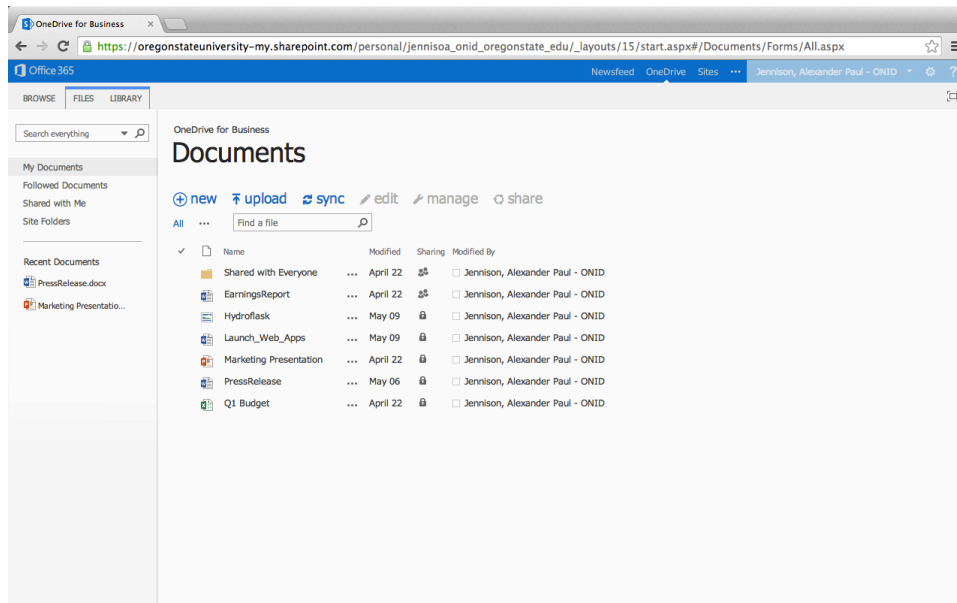 OneDrive for Business
https://oregonstateuniversity-my.sharepoint.com/personal/jennisoa_onid_oregonstate_edu/_layouts/15/start.aspx#/Documents/Forms/All.aspx
Office 365 Newsfeed OneDrive Sites ••• Jennison, Alexander Paul - ONID ?
BROWSE FILES LIBRARY
Search everything
My Documents
Followed Documents
Shared with Me
Site Folders
Recent Documents
PressRelease.docx
Marketing Presentatio...
OneDrive for Business
Documents
new upload sync edit manage share
All ••• Find a file
Name Modified Sharing Modified By
Shared with Everyone ... April 22 Jennison, Alexander Paul - ONID
EarningsReport ... April 22 Jennison, Alexander Paul - ONID
Hydroflask ... May 09 Jennison, Alexander Paul - ONID
Launch_Web_Apps ... May 09 Jennison, Alexander Paul - ONID
Marketing Presentation ... April 22 Jennison, Alexander Paul - ONID
PressRelease ... May 06 Jennison, Alexander Paul - ONID
Q1 Budget ... April 22 Jennison, Alexander Paul - ONID